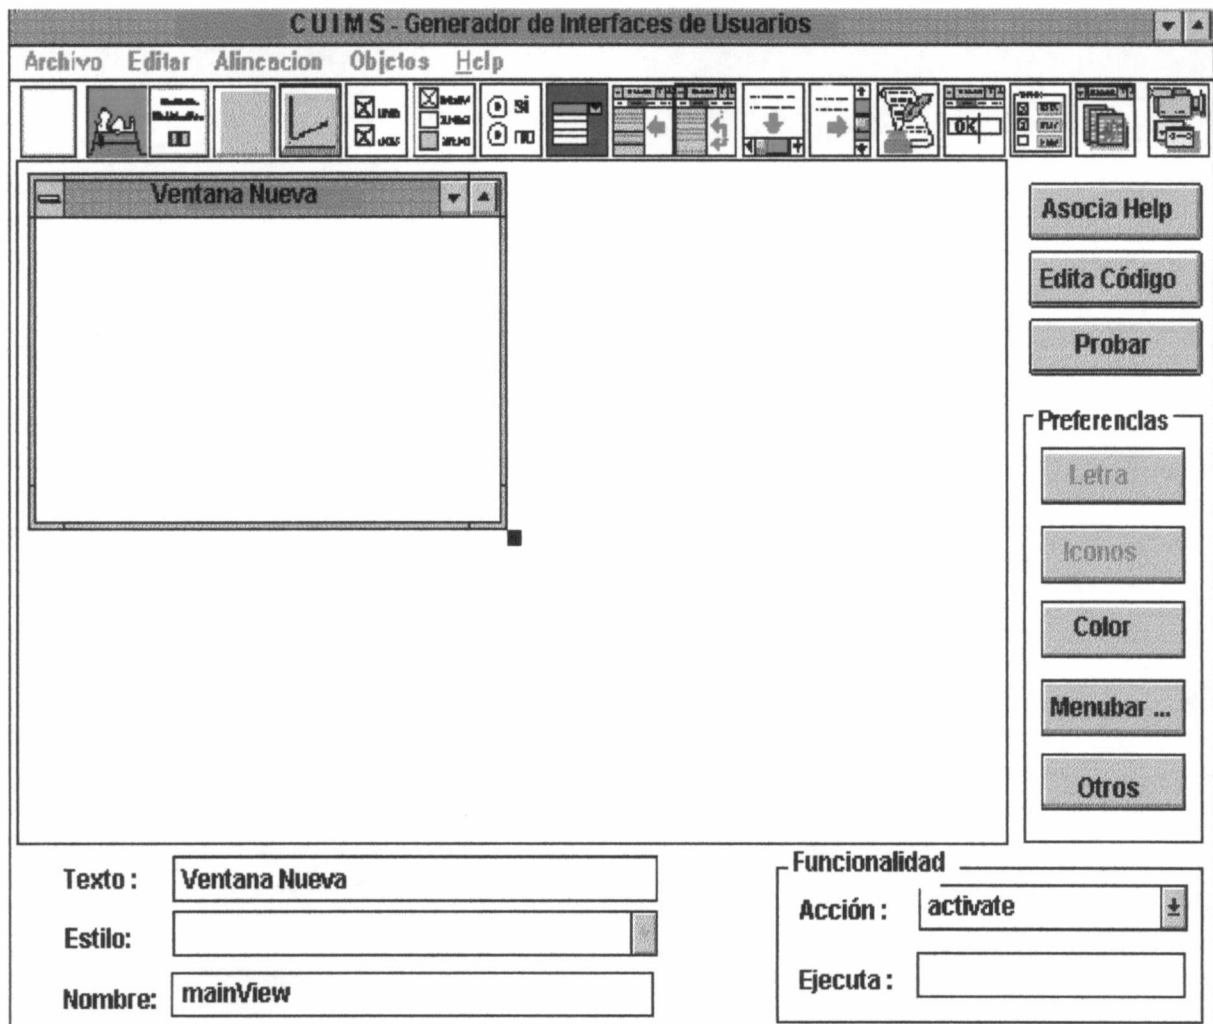 CUIMS - Generador de Interfaces de Usuarios
Archivo Editar Alineacion Objetos Help
SI
OK
Ventana Nueva
Asocia Help
Edita Código
Probar
Preferencias
Letra
Iconos
Color
Menubar ...
Otros
Texto : Ventana Nueva
Estilo:
Nombre: mainView
Funcionalidad
Acción : activate
Ejecuta :